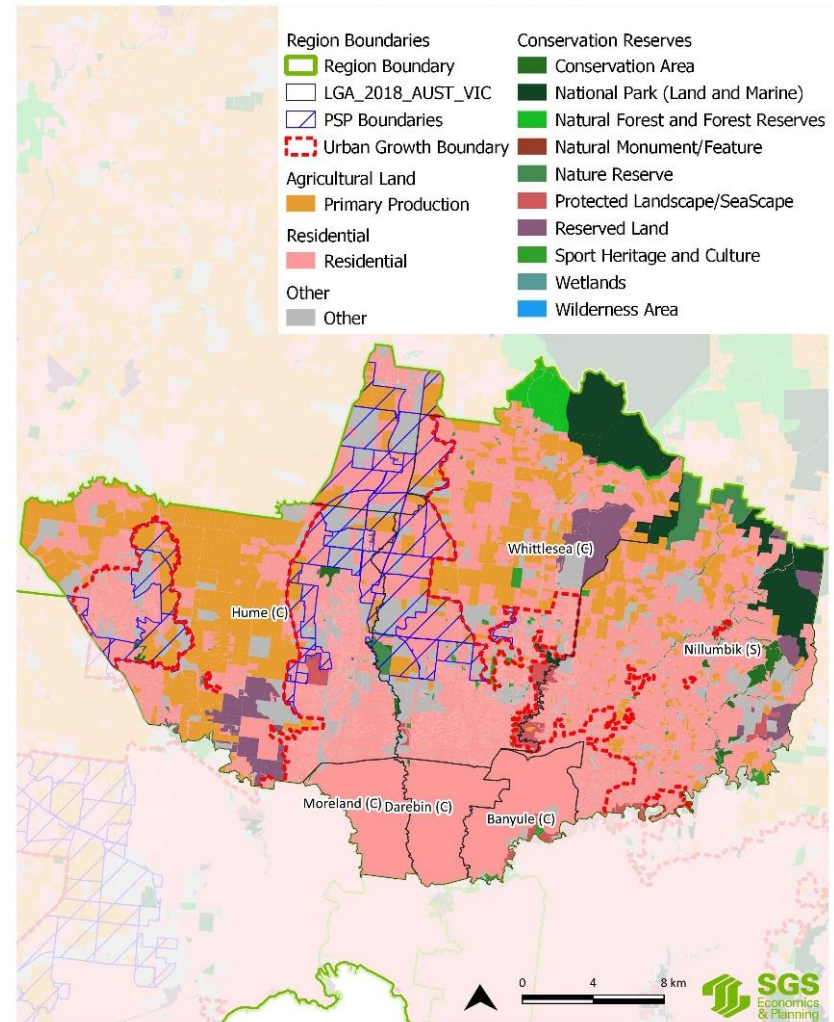 Region Boundaries
Region Boundary
LGA_2018_AUST_VIC
PSP Boundaries
Urban Growth Boundary
Agricultural Land
Primary Production
Residential
Residential
Other
Other
Conservation Reserves
Conservation Area
National Park (Land and Marine)
Natural Forest and Forest Reserves
Natural Monument/Feature
Nature Reserve
Protected Landscape/SeaScape
Reserved Land
Sport Heritage and Culture
Wetlands
Wilderness Area
Whittlesea (C)
Hume (C)
Nillumbik (S)
Moreland (C)
Darebin (C)
Banyule (C)
0 4 8 km
SGS
Economics
& Planning